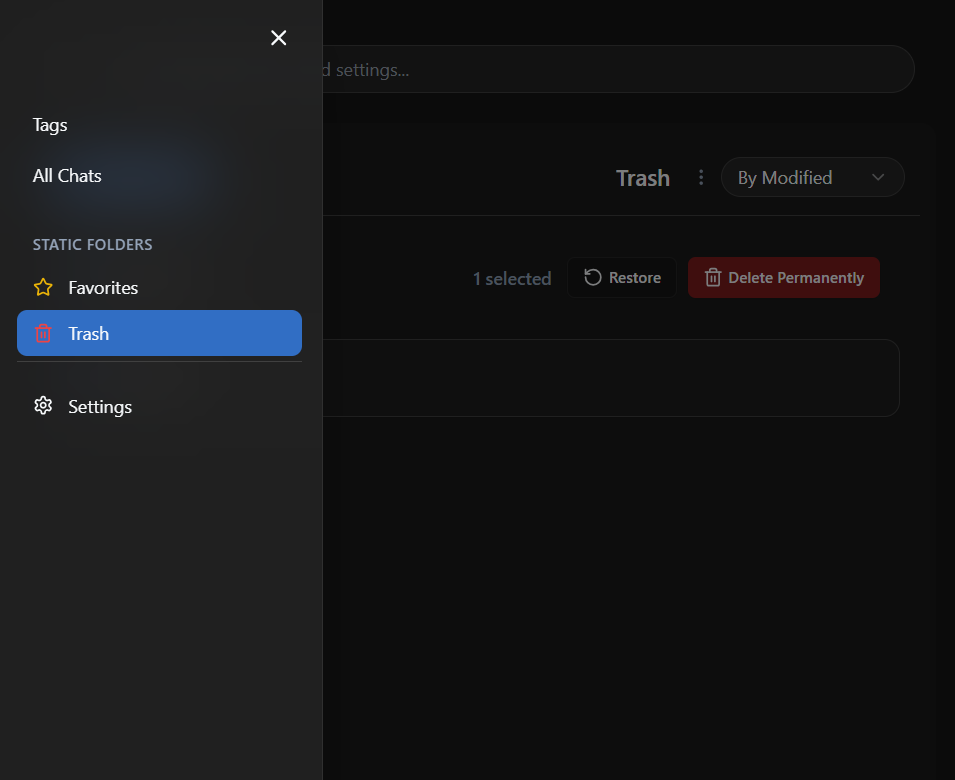 d settings...
Tags
All Chats
Trash
By Modified
STATIC FOLDERS
1 selected
Restore
Delete Permanently
Favorites
Trash
Settings